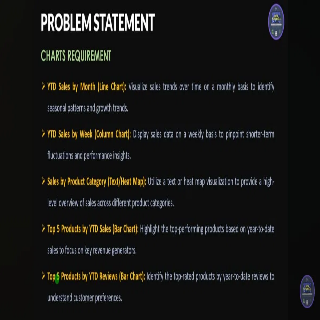 PROBLEM STATEMENT
CHARTS REQUIREMENT
➤ YTD Sales by Month (Line Chart): Visualize sales trends over time on a monthly basis to identify
seasonal patterns and growth trends.
➤ YTD Sales by Week (Column Chart): Display sales data on a weekly basis to pinpoint shorter-term
fluctuations and performance insights.
➤ Sales by Product Category (Text/Heat Map): Utilize a text or heat map visualization to provide a high-
level overview of sales across different product categories.
➤ Top 5 Products by YTD Sales (Bar Chart): Highlight the top-performing products based on year-to-date
sales to focus on key revenue generators.
➤ Top 5 Products by YTD Reviews (Bar Chart): Identify the top-rated products by year-to-date reviews to
understand customer preferences.